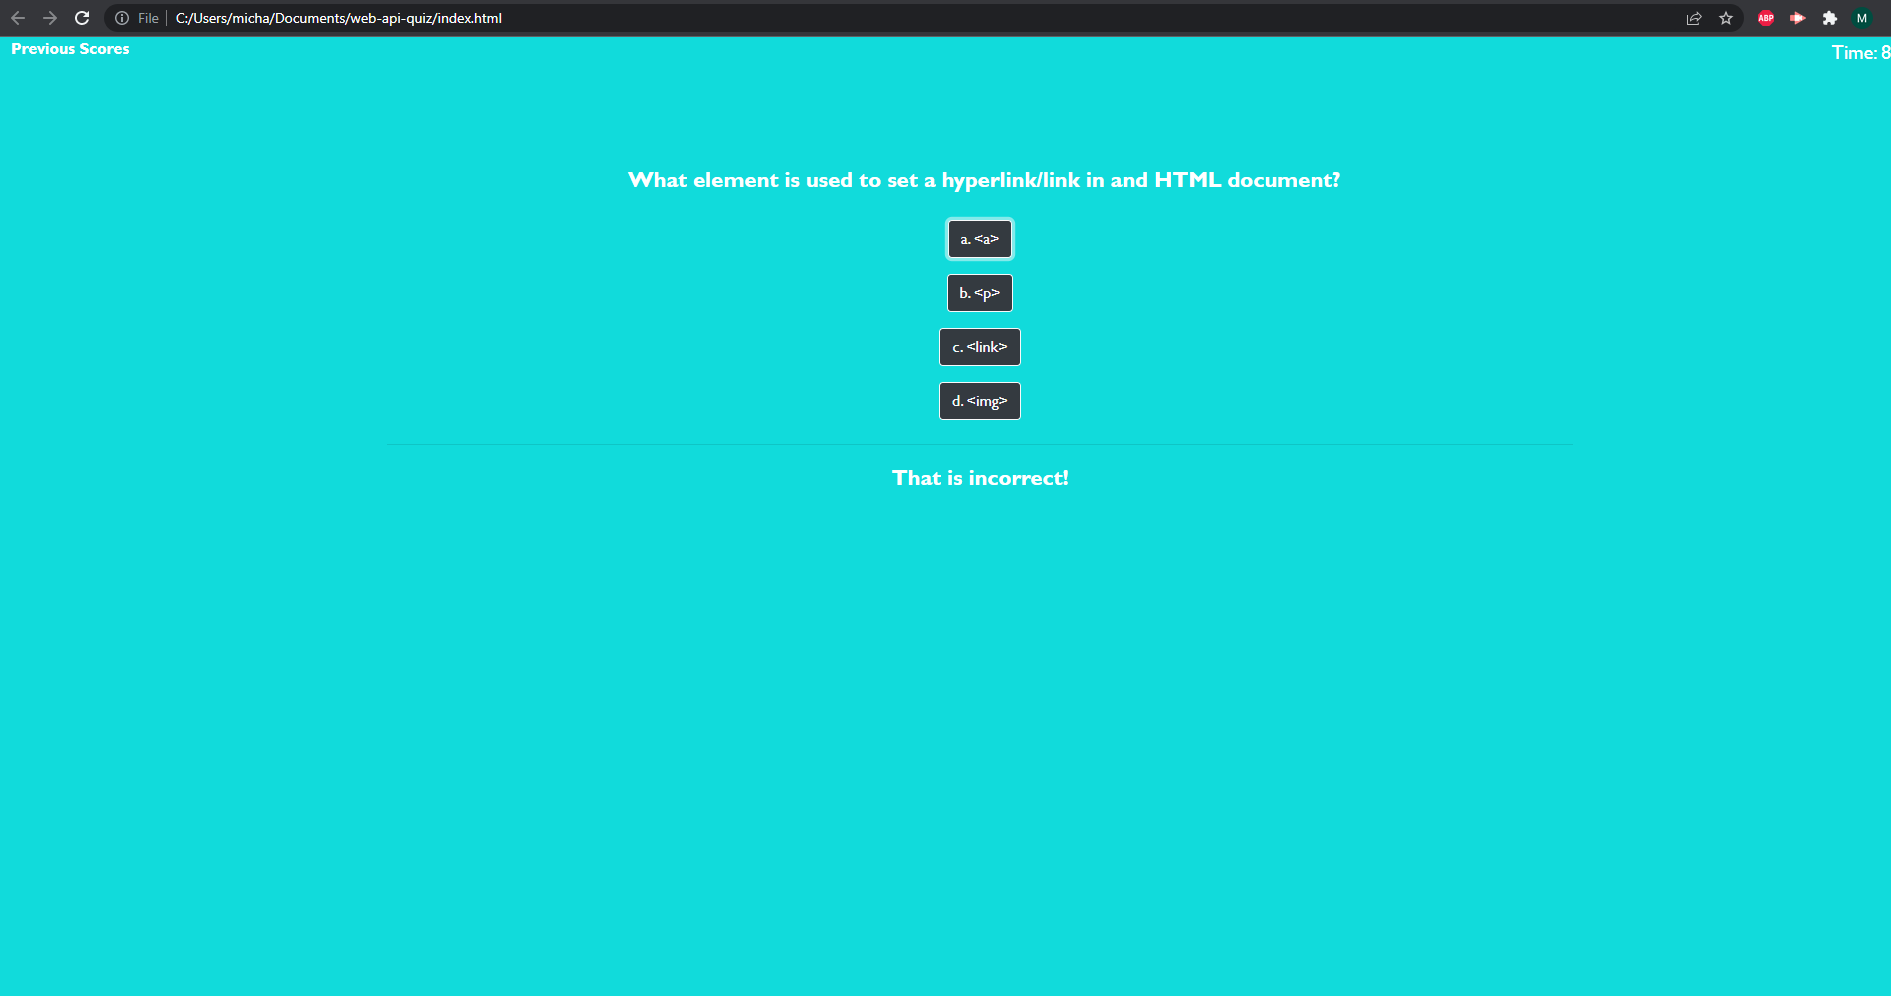 File C:/Users/micha/Documents/web-api-quiz/index.html ABP M
Previous Scores Time: 8
What element is used to set a hyperlink/link in and HTML document?
a. <a>
b. <p>
c. <link>
d. <img>
That is incorrect!